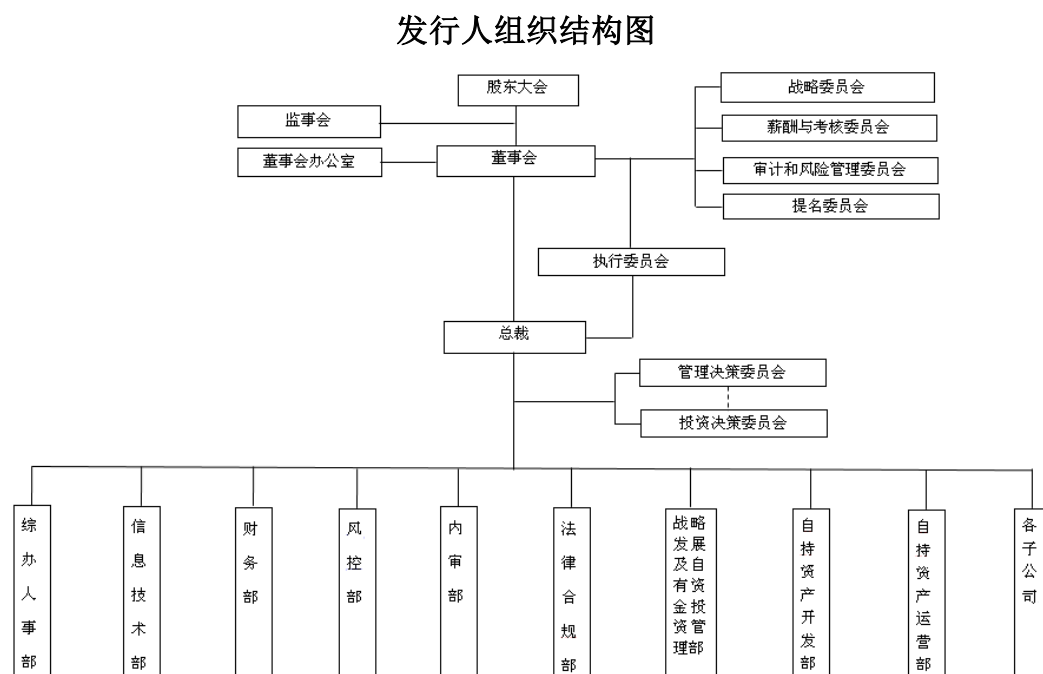 发行人组织结构图
股东大会
监事会
董事会办公室
董事会
战略委员会
薪酬与考核委员会
审计和风险管理委员会
提名委员会
执行委员会
总裁
管理决策委员会
投资决策委员会
综办人事部
信息技术部
财务部
风控部
内审部
法律合规部
战略
发展
及自
有资
金投
资管
理部
自持资产开发部
自持资产运营部
各子公司